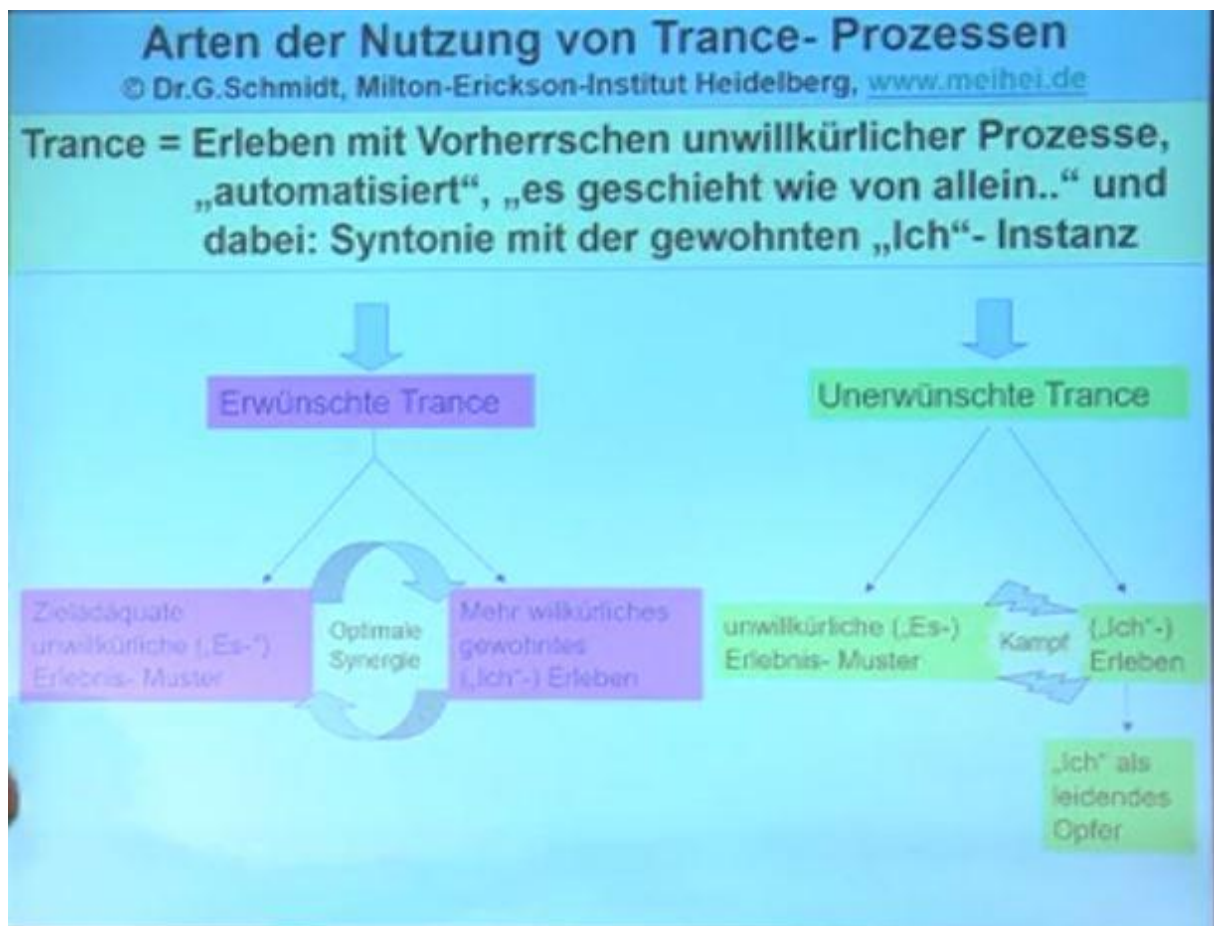 Arten der Nutzung von Trance- Prozessen
© Dr.G.Schmidt, Milton-Erickson-Institut Heidelberg, www.meihei.de
Trance = Erleben mit Vorherrschen unwillkürlicher Prozesse,
„automatisiert“, „es geschieht wie von allein..“ und
dabei: Syntonie mit der gewohnten „Ich“- Instanz
Erwünschte Trance
Zieladäquate
unwillkürliche („Es-“)
Erlebnis- Muster
Optimale
Synergie
Mehr willkürliches
gewohntes
(„Ich“-) Erleben
Unerwünschte Trance
unwillkürliche („Es-)
Erlebnis- Muster
Kampf
(„Ich“-)
Erleben
„Ich“ als
leidendes
Opfer